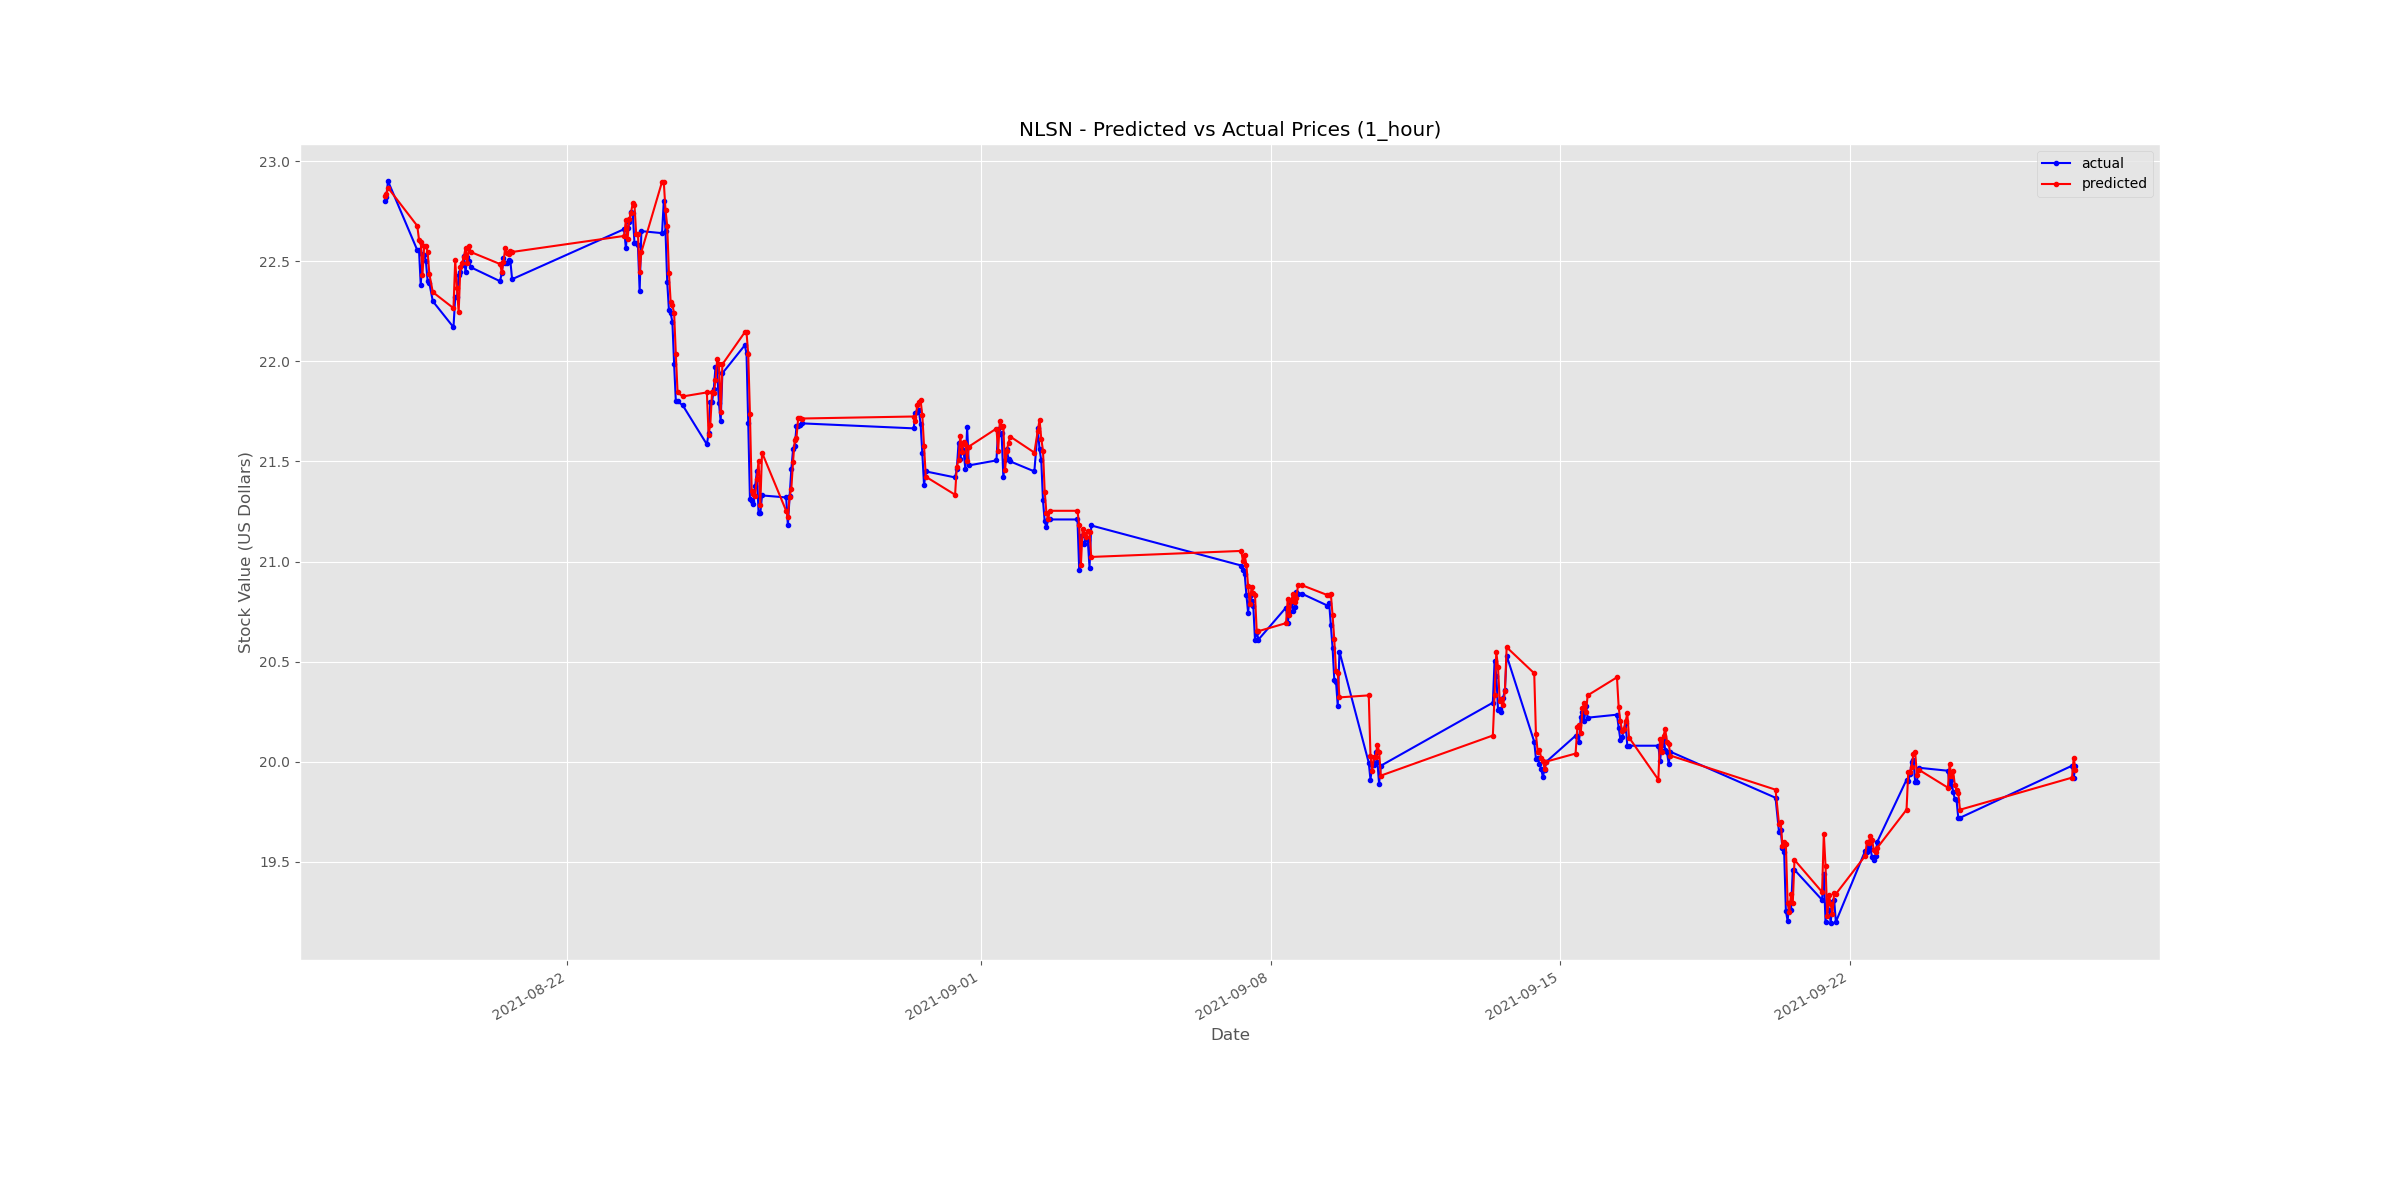 NLSN - Predicted vs Actual Prices (1_hour)
actual
predicted
Stock Value (US Dollars)
23.0
22.5
22.0
21.5
21.0
20.5
20.0
19.5
2021-08-22
2021-09-01
2021-09-08
2021-09-15
2021-09-22
Date